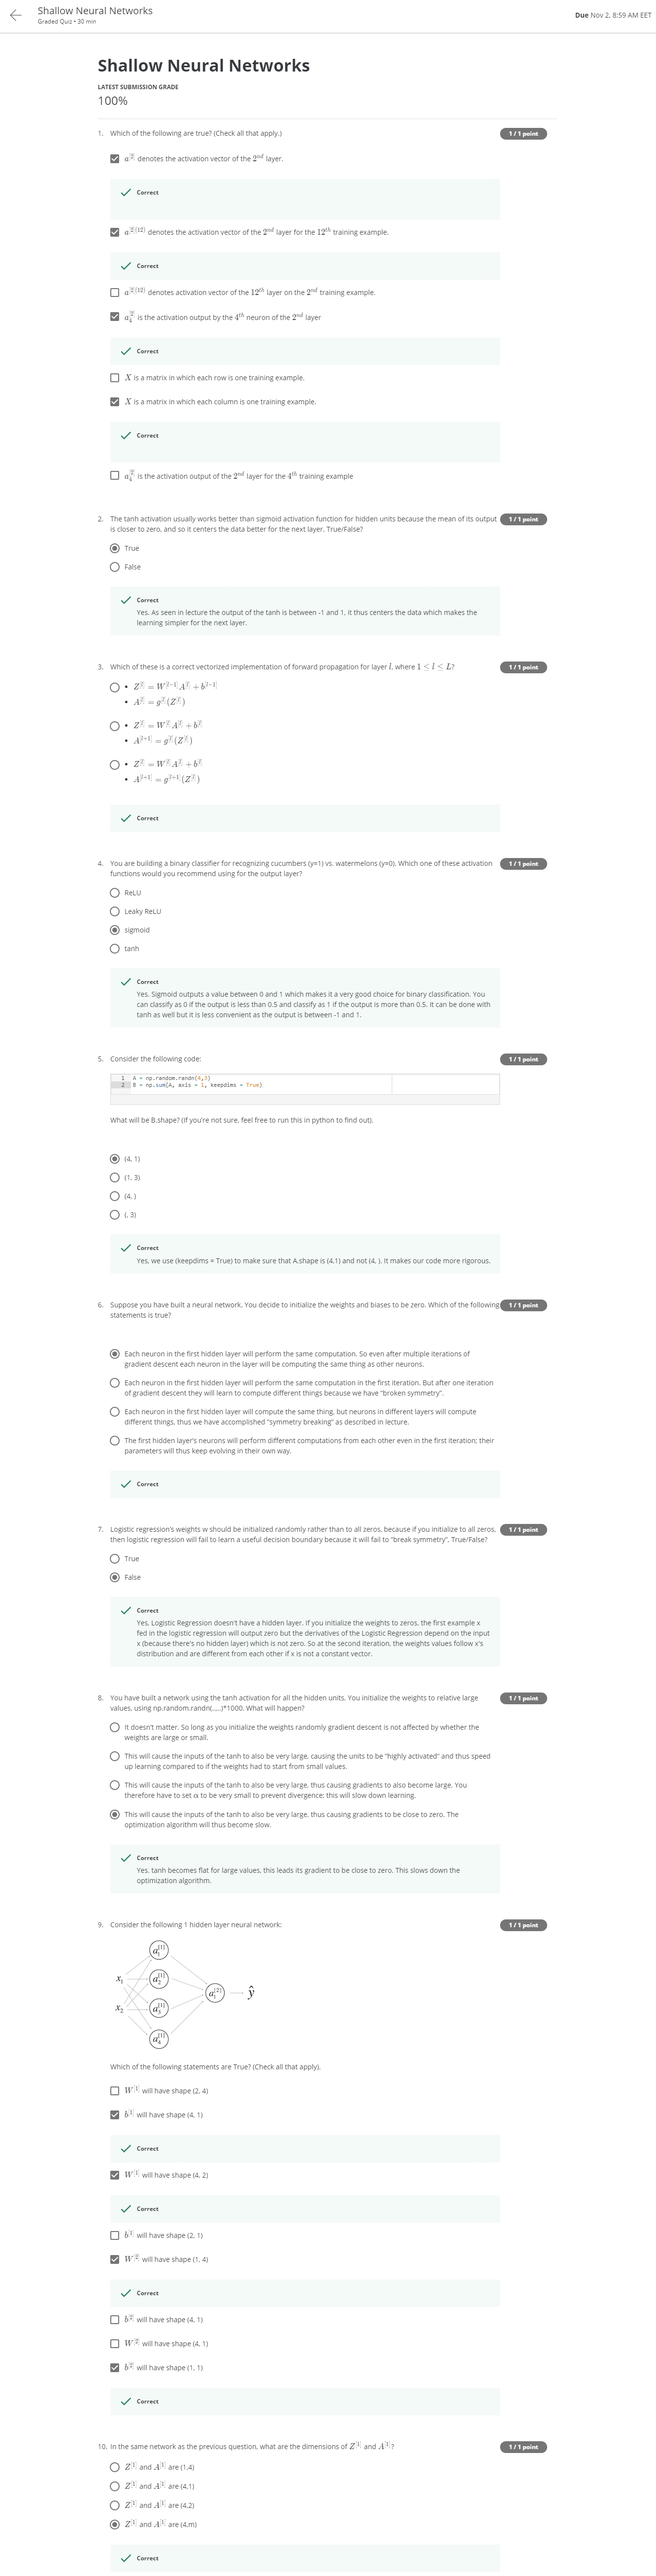 Shallow Neural Networks
Graded Quiz • 30 min
Due Nov 2, 8:59 AM EET
Shallow Neural Networks
LATEST SUBMISSION GRADE
100%
1. Which of the following are true? (Check all that apply.)
1 / 1 point
a^[2] denotes the activation vector of the 2^nd layer.
Correct
a^[2](12) denotes the activation vector of the 2^nd layer for the 12^th training example.
Correct
a^[2](12) denotes activation vector of the 12^th layer on the 2^nd training example.
a_4^[2] is the activation output by the 4^th neuron of the 2^nd layer
Correct
X is a matrix in which each row is one training example.
X is a matrix in which each column is one training example.
Correct
a_4^[2] is the activation output of the 2^nd layer for the 4^th training example
2. The tanh activation usually works better than sigmoid activation function for hidden units because the mean of its output
is closer to zero, and so it centers the data better for the next layer. True/False?
1 / 1 point
True
False
Correct
Yes. As seen in lecture the output of the tanh is between -1 and 1, it thus centers the data which makes the
learning simpler for the next layer.
3. Which of these is a correct vectorized implementation of forward propagation for layer l, where 1 ≤ l ≤ L?
1 / 1 point
• Z^[l] = W^[l−1] A^[l] + b^[l−1]
• A^[l] = g^[l](Z^[l])
• Z^[l] = W^[l] A^[l] + b^[l]
• A^[l+1] = g^[l](Z^[l])
• Z^[l] = W^[l] A^[l] + b^[l]
• A^[l+1] = g^[l+1](Z^[l])
Correct
4. You are building a binary classifier for recognizing cucumbers (y=1) vs. watermelons (y=0). Which one of these activation
functions would you recommend using for the output layer?
1 / 1 point
ReLU
Leaky ReLU
sigmoid
tanh
Correct
Yes. Sigmoid outputs a value between 0 and 1 which makes it a very good choice for binary classification. You
can classify as 0 if the output is less than 0.5 and classify as 1 if the output is more than 0.5. It can be done with
tanh as well but it is less convenient as the output is between -1 and 1.
5. Consider the following code:
1 / 1 point
1 A = np.random.randn(4,3)
2 B = np.sum(A, axis = 1, keepdims = True)
What will be B.shape? (If you're not sure, feel free to run this in python to find out).
(4, 1)
(1, 3)
(4, )
(, 3)
Correct
Yes, we use (keepdims = True) to make sure that A.shape is (4,1) and not (4, ). It makes our code more rigorous.
6. Suppose you have built a neural network. You decide to initialize the weights and biases to be zero. Which of the following
statements is true?
1 / 1 point
Each neuron in the first hidden layer will perform the same computation. So even after multiple iterations of
gradient descent each neuron in the layer will be computing the same thing as other neurons.
Each neuron in the first hidden layer will perform the same computation in the first iteration. But after one iteration
of gradient descent they will learn to compute different things because we have “broken symmetry”.
Each neuron in the first hidden layer will compute the same thing, but neurons in different layers will compute
different things, thus we have accomplished “symmetry breaking” as described in lecture.
The first hidden layer's neurons will perform different computations from each other even in the first iteration; their
parameters will thus keep evolving in their own way.
Correct
7. Logistic regression's weights w should be initialized randomly rather than to all zeros, because if you initialize to all zeros,
then logistic regression will fail to learn a useful decision boundary because it will fail to “break symmetry”, True/False?
1 / 1 point
True
False
Correct
Yes, Logistic Regression doesn't have a hidden layer. If you initialize the weights to zeros, the first example x
fed in the logistic regression will output zero but the derivatives of the Logistic Regression depend on the input
x (because there's no hidden layer) which is not zero. So at the second iteration, the weights values follow x's
distribution and are different from each other if x is not a constant vector.
8. You have built a network using the tanh activation for all the hidden units. You initialize the weights to relative large
values, using np.random.randn(..,..)*1000. What will happen?
1 / 1 point
It doesn't matter. So long as you initialize the weights randomly gradient descent is not affected by whether the
weights are large or small.
This will cause the inputs of the tanh to also be very large, causing the units to be “highly activated” and thus speed
up learning compared to if the weights had to start from small values.
This will cause the inputs of the tanh to also be very large, thus causing gradients to also become large. You
therefore have to set α to be very small to prevent divergence; this will slow down learning.
This will cause the inputs of the tanh to also be very large, thus causing gradients to be close to zero. The
optimization algorithm will thus become slow.
Correct
Yes. tanh becomes flat for large values, this leads its gradient to be close to zero. This slows down the
optimization algorithm.
9. Consider the following 1 hidden layer neural network:
1 / 1 point
a_1^[1]
x_1
a_2^[1]
a_1^[2]
ŷ
x_2
a_3^[1]
a_4^[1]
Which of the following statements are True? (Check all that apply).
W^[1] will have shape (2, 4)
b^[1] will have shape (4, 1)
Correct
W^[1] will have shape (4, 2)
Correct
b^[1] will have shape (2, 1)
W^[2] will have shape (1, 4)
Correct
b^[2] will have shape (4, 1)
W^[2] will have shape (4, 1)
b^[2] will have shape (1, 1)
Correct
10. In the same network as the previous question, what are the dimensions of Z^[1] and A^[1]?
1 / 1 point
Z^[1] and A^[1] are (1,4)
Z^[1] and A^[1] are (4,1)
Z^[1] and A^[1] are (4,2)
Z^[1] and A^[1] are (4,m)
Correct